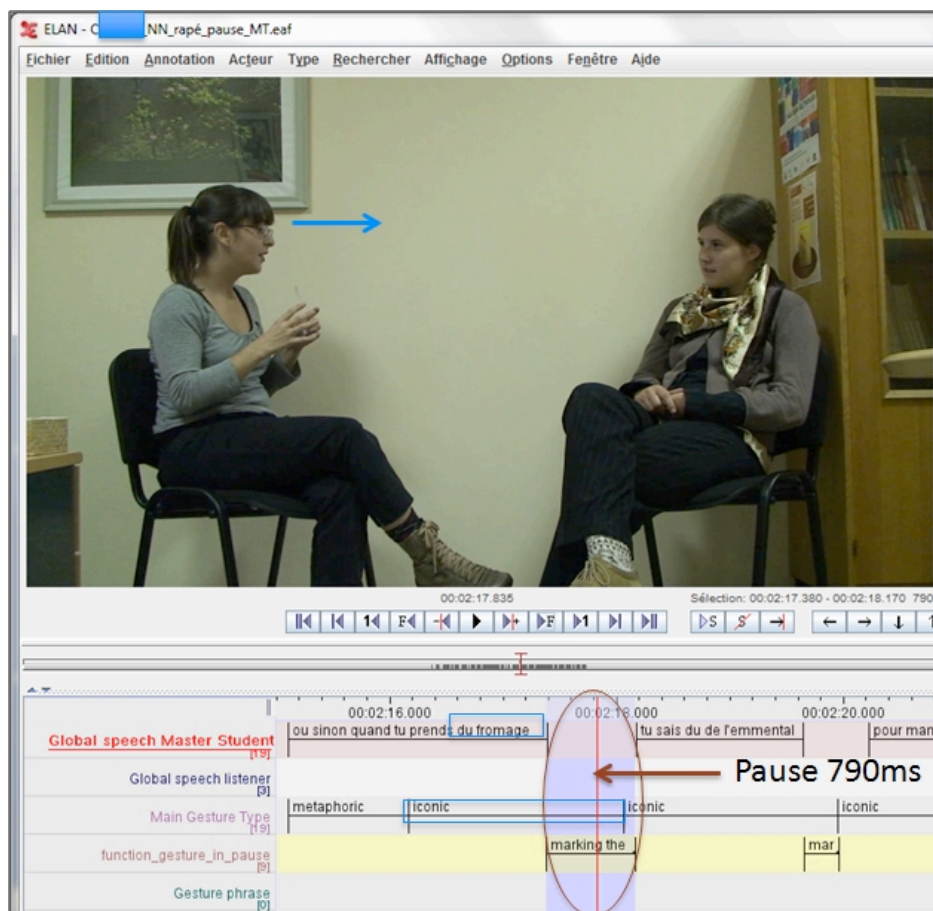 ELAN - C _NN_rapé_pause_MT.eaf
Fichier Edition Annotation Acteur Type Rechercher Affichage Options Fenêtre Aide
00:02:17.835
Sélection: 00:02:17.380 - 00:02:18.170 790
1 F - + F 1 S S
00:02:16.000 00:02:18.000 00:02:20.000
Global speech Master Student
[19]
ou sinon quand tu prends du fromage
tu sais du de l'emmental
pour man
Global speech listener
[3]
Pause 790ms
Main Gesture Type
[19]
metaphoric iconic iconic iconic
function_gesture_in_pause
[9]
marking the mar
Gesture phrase
[0]